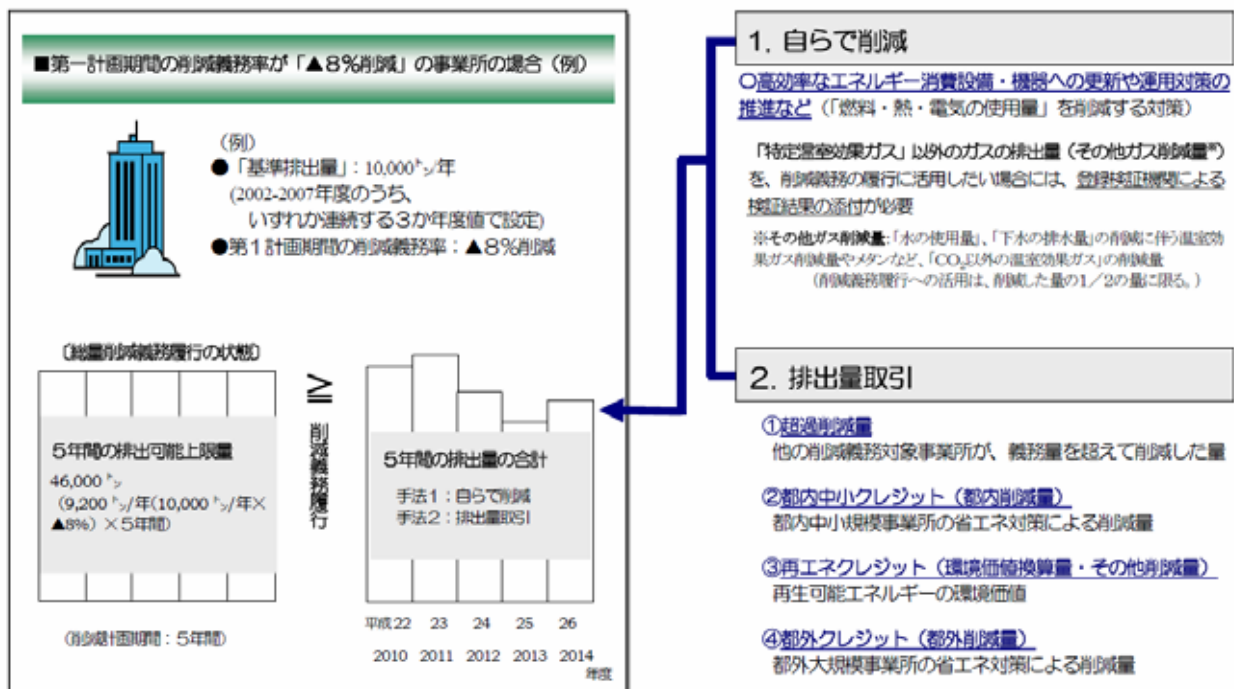 ■第一計画期間の削減義務率が「▲8%削減」の事業所の場合（例）
（例）
●「基準排出量」：10,000㌧/年
(2002-2007年度のうち、
いずれか連続する３か年度値で設定)
●第１計画期間の削減義務率：▲8%削減
〔総量削減義務履行の状態〕
５年間の排出可能上限量
46,000 ㌧
（9,200 ㌧/年(10,000 ㌧/年×
▲8%）×５年間）
（削減計画期間：５年間）
≧
削減義務履行
５年間の排出量の合計
手法１：自らで削減
手法２：排出量取引
平成22 23 24 25 26
2010 2011 2012 2013 2014
年度
１．自らで削減
〇高効率なエネルギー消費設備・機器への更新や運用対策の
推進など（「燃料・熱・電気の使用量」を削減する対策）
「特定温室効果ガス」以外のガスの排出量（その他ガス削減量※）
を、削減義務の履行に活用したい場合には、登録検証機関による
検証結果の添付が必要
※その他ガス削減量:「水の使用量」、「下水の排水量」の削減に伴う温室効
果ガス削減量やメタンなど、「CO₂以外の温室効果ガス」の削減量
（削減義務履行への活用は、削減した量の1／2の量に限る。）
２．排出量取引
①超過削減量
他の削減義務対象事業所が、義務量を超えて削減した量
②都内中小クレジット（都内削減量）
都内中小規模事業所の省エネ対策による削減量
③再エネクレジット（環境価値換算量・その他削減量）
再生可能エネルギーの環境価値
④都外クレジット（都外削減量）
都外大規模事業所の省エネ対策による削減量